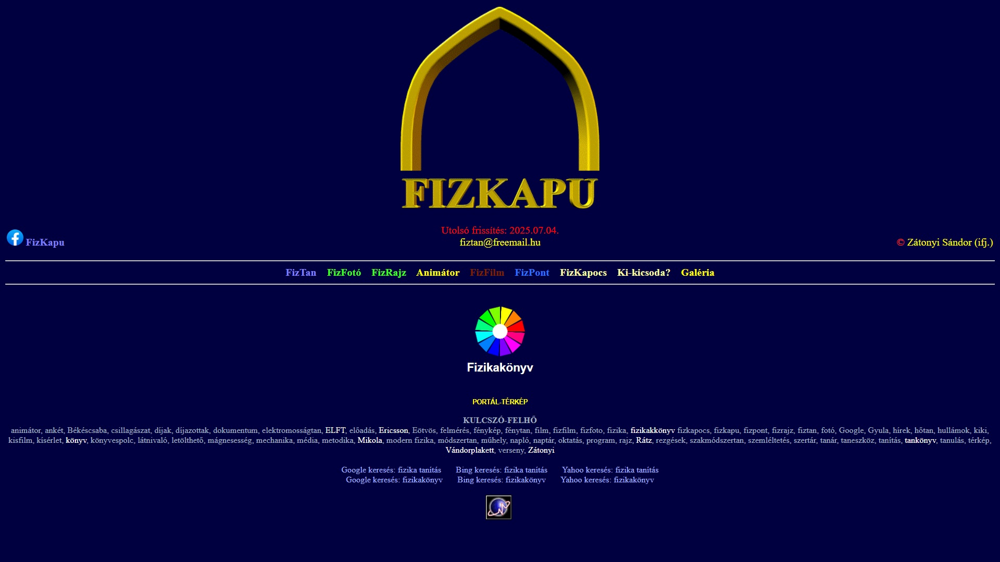 FIZKAPU
Utolsó frissítés: 2025.07.04.
FizKapu
fiztan@freemail.hu
© Zátonyi Sándor (ifj.)
FizTan FizFotó FizRajz Animátor FizFilm FizPont FizKapocs Ki-kicsoda? Galéria
Fizikakönyv
PORTÁL-TÉRKÉP
KULCSZÓ-FELHŐ
animátor, ankét, Békéscsaba, csillagászat, díjak, díjazottak, dokumentum, elektromosságtan, ELFT, előadás, Ericsson, Eötvös, felmérés, fénykép, fénytan, film, fizfilm, fizfoto, fizika, fizikakkönyv fizkapocs, fizkapu, fizpont, fizrajz, fiztan, fotó, Google, Gyula, hírek, hőtan, hullámok, kiki,
kisfilm, kísérlet, könyv, könyvespolc, látnivaló, letölthető, mágnesesség, mechanika, média, metodika, Mikola, modern fizika, módszertan, műhely, napló, naptár, oktatás, program, rajz, Rátz, rezgések, szakmódszertan, szemléltetés, szertár, tanár, taneszköz, tanítás, tankönyv, tanulás, térkép,
Vándorplakett, verseny, Zátonyi
Google keresés: fizika tanítás Bing keresés: fizika tanítás Yahoo keresés: fizika tanítás
Google keresés: fizikakönyv Bing keresés: fizikakönyv Yahoo keresés: fizikakönyv